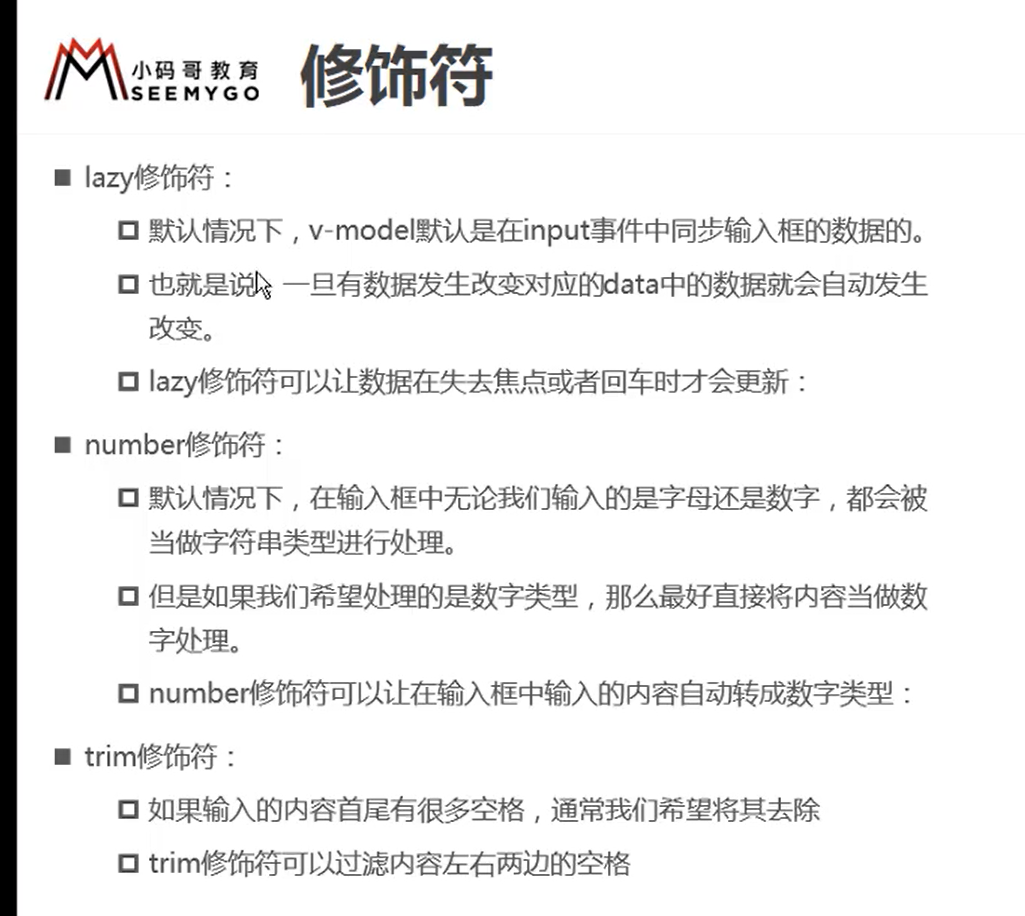 小码哥教育
SEEMYGO
修饰符
lazy修饰符：
默认情况下，v-model默认是在input事件中同步输入框的数据的。
也就是说，一旦有数据发生改变对应的data中的数据就会自动发生
改变。
lazy修饰符可以让数据在失去焦点或者回车时才会更新：
number修饰符：
默认情况下，在输入框中无论我们输入的是字母还是数字，都会被
当做字符串类型进行处理。
但是如果我们希望处理的是数字类型，那么最好直接将内容当做数
字处理。
number修饰符可以让在输入框中输入的内容自动转成数字类型：
trim修饰符：
如果输入的内容首尾有很多空格，通常我们希望将其去除
trim修饰符可以过滤内容左右两边的空格